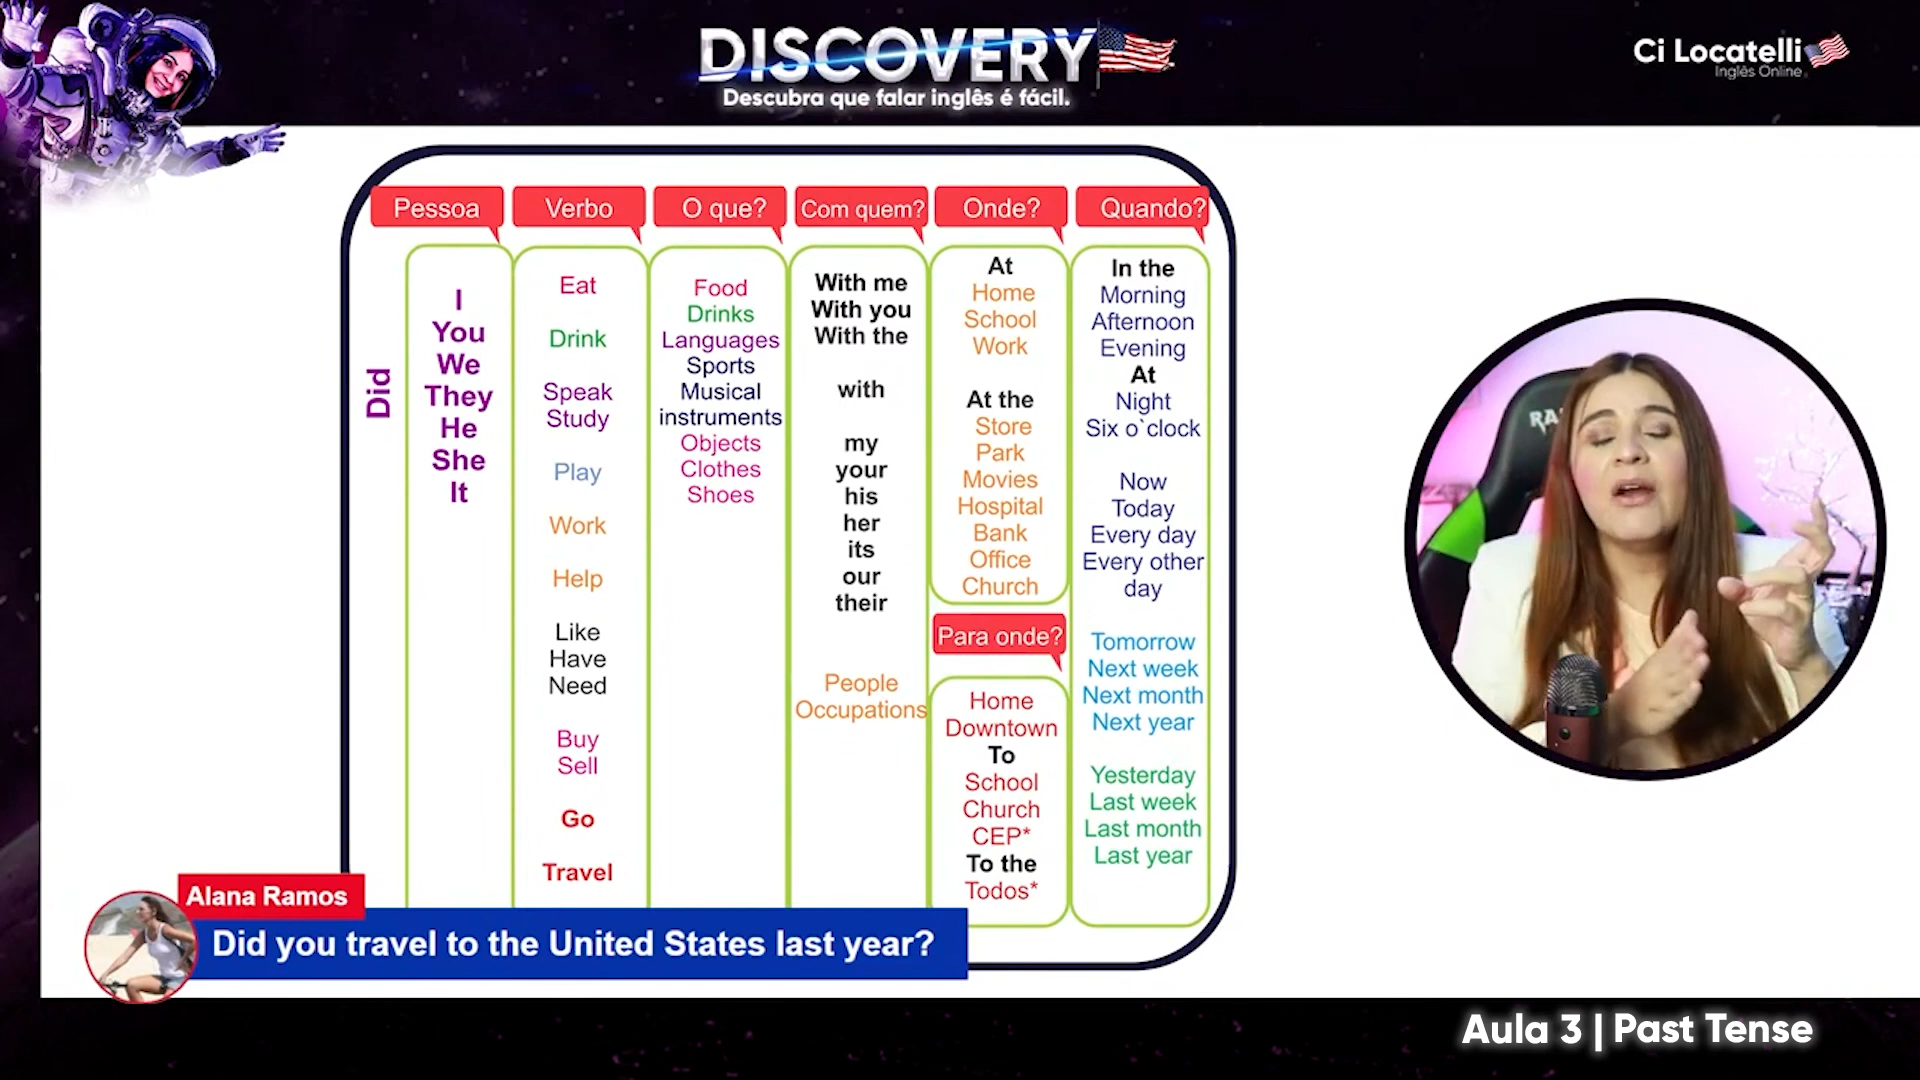 DISCOVERY
Descubra que falar inglês é fácil.
Ci Locatelli
Inglês Online
Pessoa
Verbo
O que?
Com quem?
Onde?
Quando?
Did
I
You
We
They
He
She
It
Eat
Drink
Speak
Study
Play
Work
Help
Like
Have
Need
Buy
Sell
Go
Travel
Food
Drinks
Languages
Sports
Musical
instruments
Objects
Clothes
Shoes
With me
With you
With the
with
my
your
his
her
its
our
their
People
Occupations
At
Home
School
Work
At the
Store
Park
Movies
Hospital
Bank
Office
Church
Para onde?
Home
Downtown
To
School
Church
CEP*
To the
Todos*
In the
Morning
Afternoon
Evening
At
Night
Six o`clock
Now
Today
Every day
Every other
day
Tomorrow
Next week
Next month
Next year
Yesterday
Last week
Last month
Last year
Alana Ramos
Did you travel to the United States last year?
Aula 3 | Past Tense